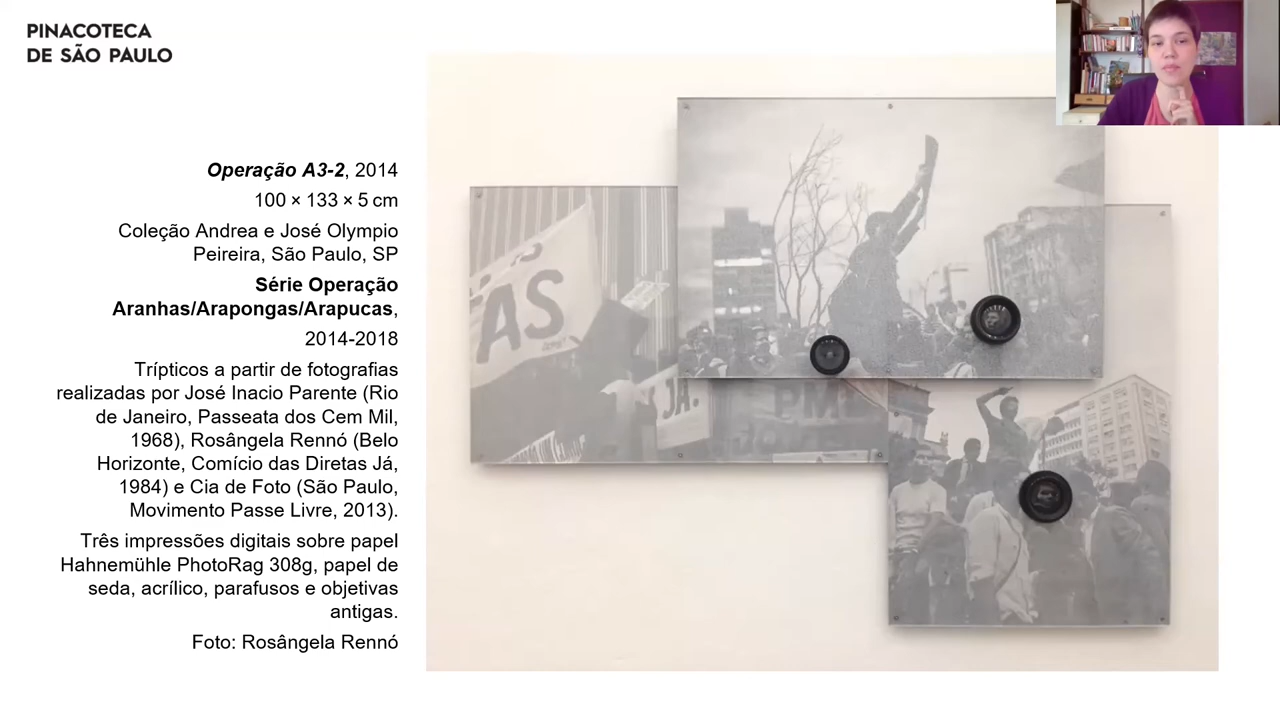 PINACOTECA
DE SÃO PAULO
Operação A3-2, 2014
100 × 133 × 5 cm
Coleção Andrea e José Olympio
Peireira, São Paulo, SP
Série Operação
Aranhas/Arapongas/Arapucas,
2014-2018
Trípticos a partir de fotografias
realizadas por José Inacio Parente (Rio
de Janeiro, Passeata dos Cem Mil,
1968), Rosângela Rennó (Belo
Horizonte, Comício das Diretas Já,
1984) e Cia de Foto (São Paulo,
Movimento Passe Livre, 2013).
Três impressões digitais sobre papel
Hahnemühle PhotoRag 308g, papel de
seda, acrílico, parafusos e objetivas
antigas.
Foto: Rosângela Rennó
TAS
JÁ.
PM